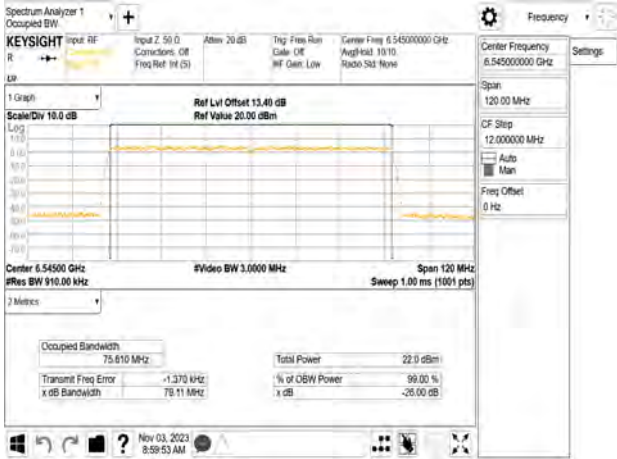 Spectrum Analyzer 1
Occupied BW
+
Frequency
KEYSIGHT
R
Input: RF
Input Z: 50 Ω
Corrections: Off
Freq Ref: Int (S)
Atten: 20 dB
Trig: Free Run
Gate: Off
#IF Gain: Low
Center Freq: 6.545000000 GHz
Avg|Hold: 10/10
Radio Std: None
Center Frequency
6.545000000 GHz
Settings
Span
120.00 MHz
CF Step
12.000000 MHz
Auto
Man
Freq Offset
0 Hz
1 Graph
Scale/Div 10.0 dB
Ref Lvl Offset 13.40 dB
Ref Value 20.00 dBm
Log
10.0
0.00
Center 6.54500 GHz
#Res BW 910.00 kHz
#Video BW 3.0000 MHz
Span 120 MHz
Sweep 1.00 ms (1001 pts)
2 Metrics
Occupied Bandwidth
75.610 MHz
Total Power
22.0 dBm
Transmit Freq Error
-1.370 kHz
% of OBW Power
99.00 %
x dB Bandwidth
79.11 MHz
x dB
-26.00 dB
?
Nov 03, 2023
8:59:53 AM